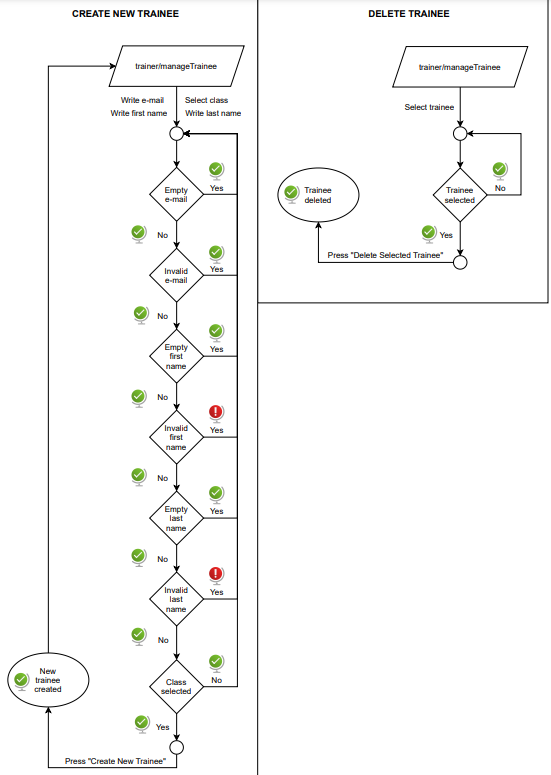 CREATE NEW TRAINEE
trainer/manageTrainee
Write e-mail
Select class
Write first name
Write last name
Empty
e-mail
Yes
No
Invalid
e-mail
Yes
No
Empty
first
name
Yes
No
Invalid
first
name
Yes
No
Empty
last
name
Yes
No
Invalid
last
name
Yes
No
Class
selected
No
Yes
Press "Create New Trainee"
New
trainee
created
DELETE TRAINEE
trainer/manageTrainee
Select trainee
Trainee
selected
No
Yes
Press "Delete Selected Trainee"
Trainee
deleted